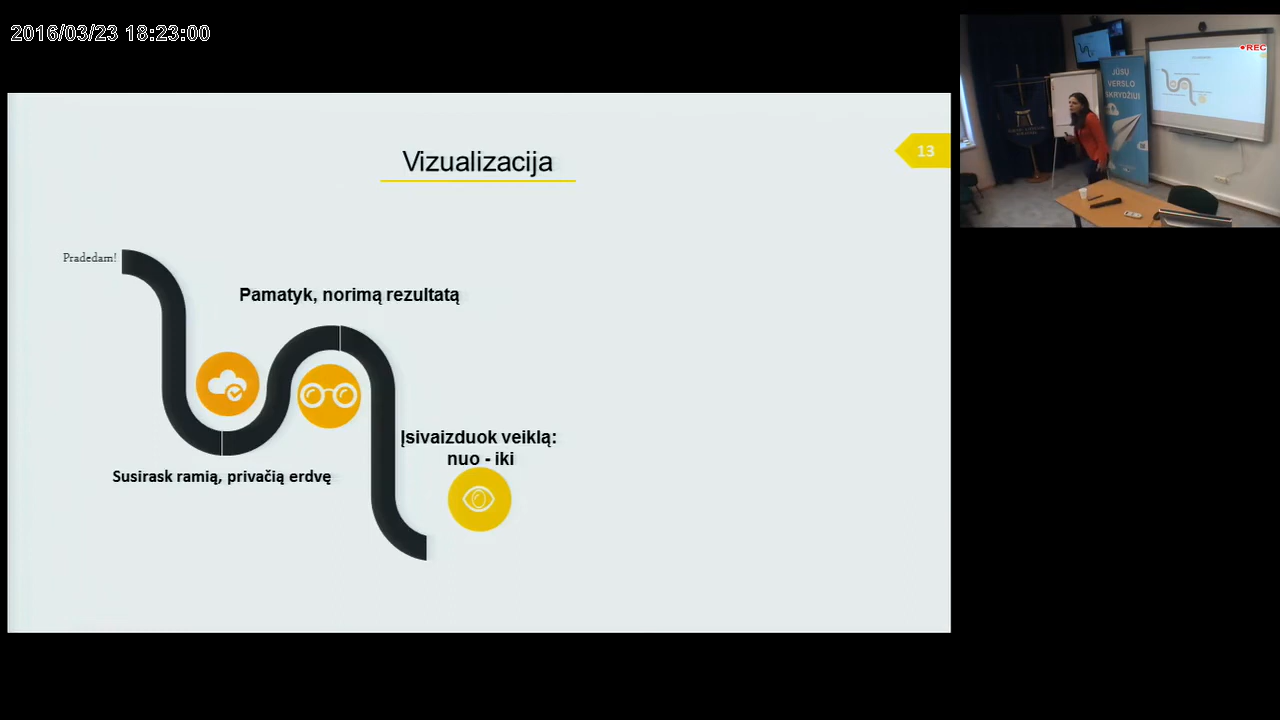 2016/03/23 18:23:00
REC
JŪSŲ
VERSLO
SKRYDŽIUI
13
Vizualizacija
Pradedam!
Pamatyk, norimą rezultatą
Įsivaizduok veiklą:
nuo - iki
Susirask ramią, privačią erdvę